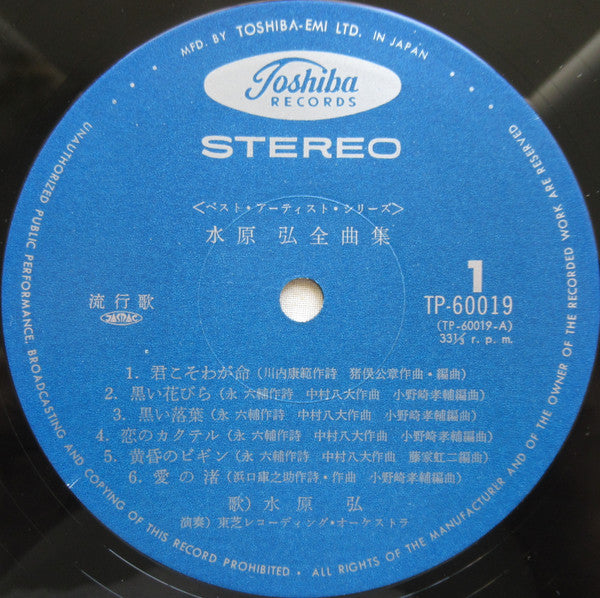 MFD. BY TOSHIBA-EMI LTD. IN JAPAN
Toshiba
RECORDS
STEREO
<ベスト・アーティスト・シリーズ>
水原 弘全曲集
1
TP-60019
(TP-60019-A)
33⅓ r. p. m.
流行歌
JASRAC
1. 君こそわが命 (川内康範作詩 猪俣公章作曲・編曲)
2. 黒い花びら (永 六輔作詩 中村八大作曲 小野崎孝輔編曲)
3. 黒い落葉 (永 六輔作詩 中村八大作曲 小野崎孝輔編曲)
4. 恋のカクテル (永 六輔作詩 中村八大作曲 小野崎孝輔編曲)
5. 黄昏のビギン (永 六輔作詩 中村八大作曲 藤家虹二編曲)
6. 愛の渚 (浜口庫之助作詩・作曲 小野崎孝輔編曲)
歌) 水原 弘
演奏) 東芝レコーディング・オーケストラ
UNAUTHORIZED PUBLIC PERFORMANCE, BROADCASTING AND COPYING OF THIS RECORD PROHIBITED • ALL RIGHTS OF THE MANUFACTURER AND OF THE OWNER OF THE RECORDED WORK ARE RESERVED